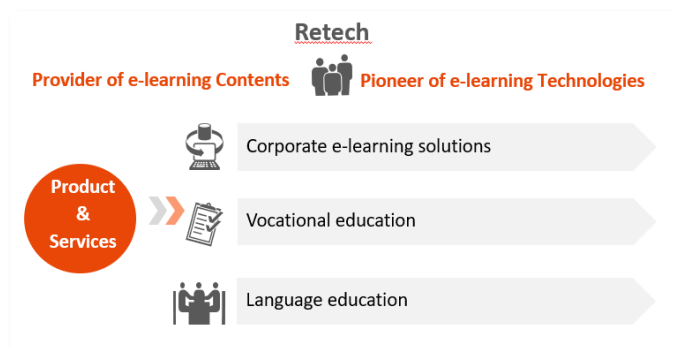 Retech
Provider of e-learning Contents
Pioneer of e-learning Technologies
Product
&
Services
Corporate e-learning solutions
Vocational education
Language education